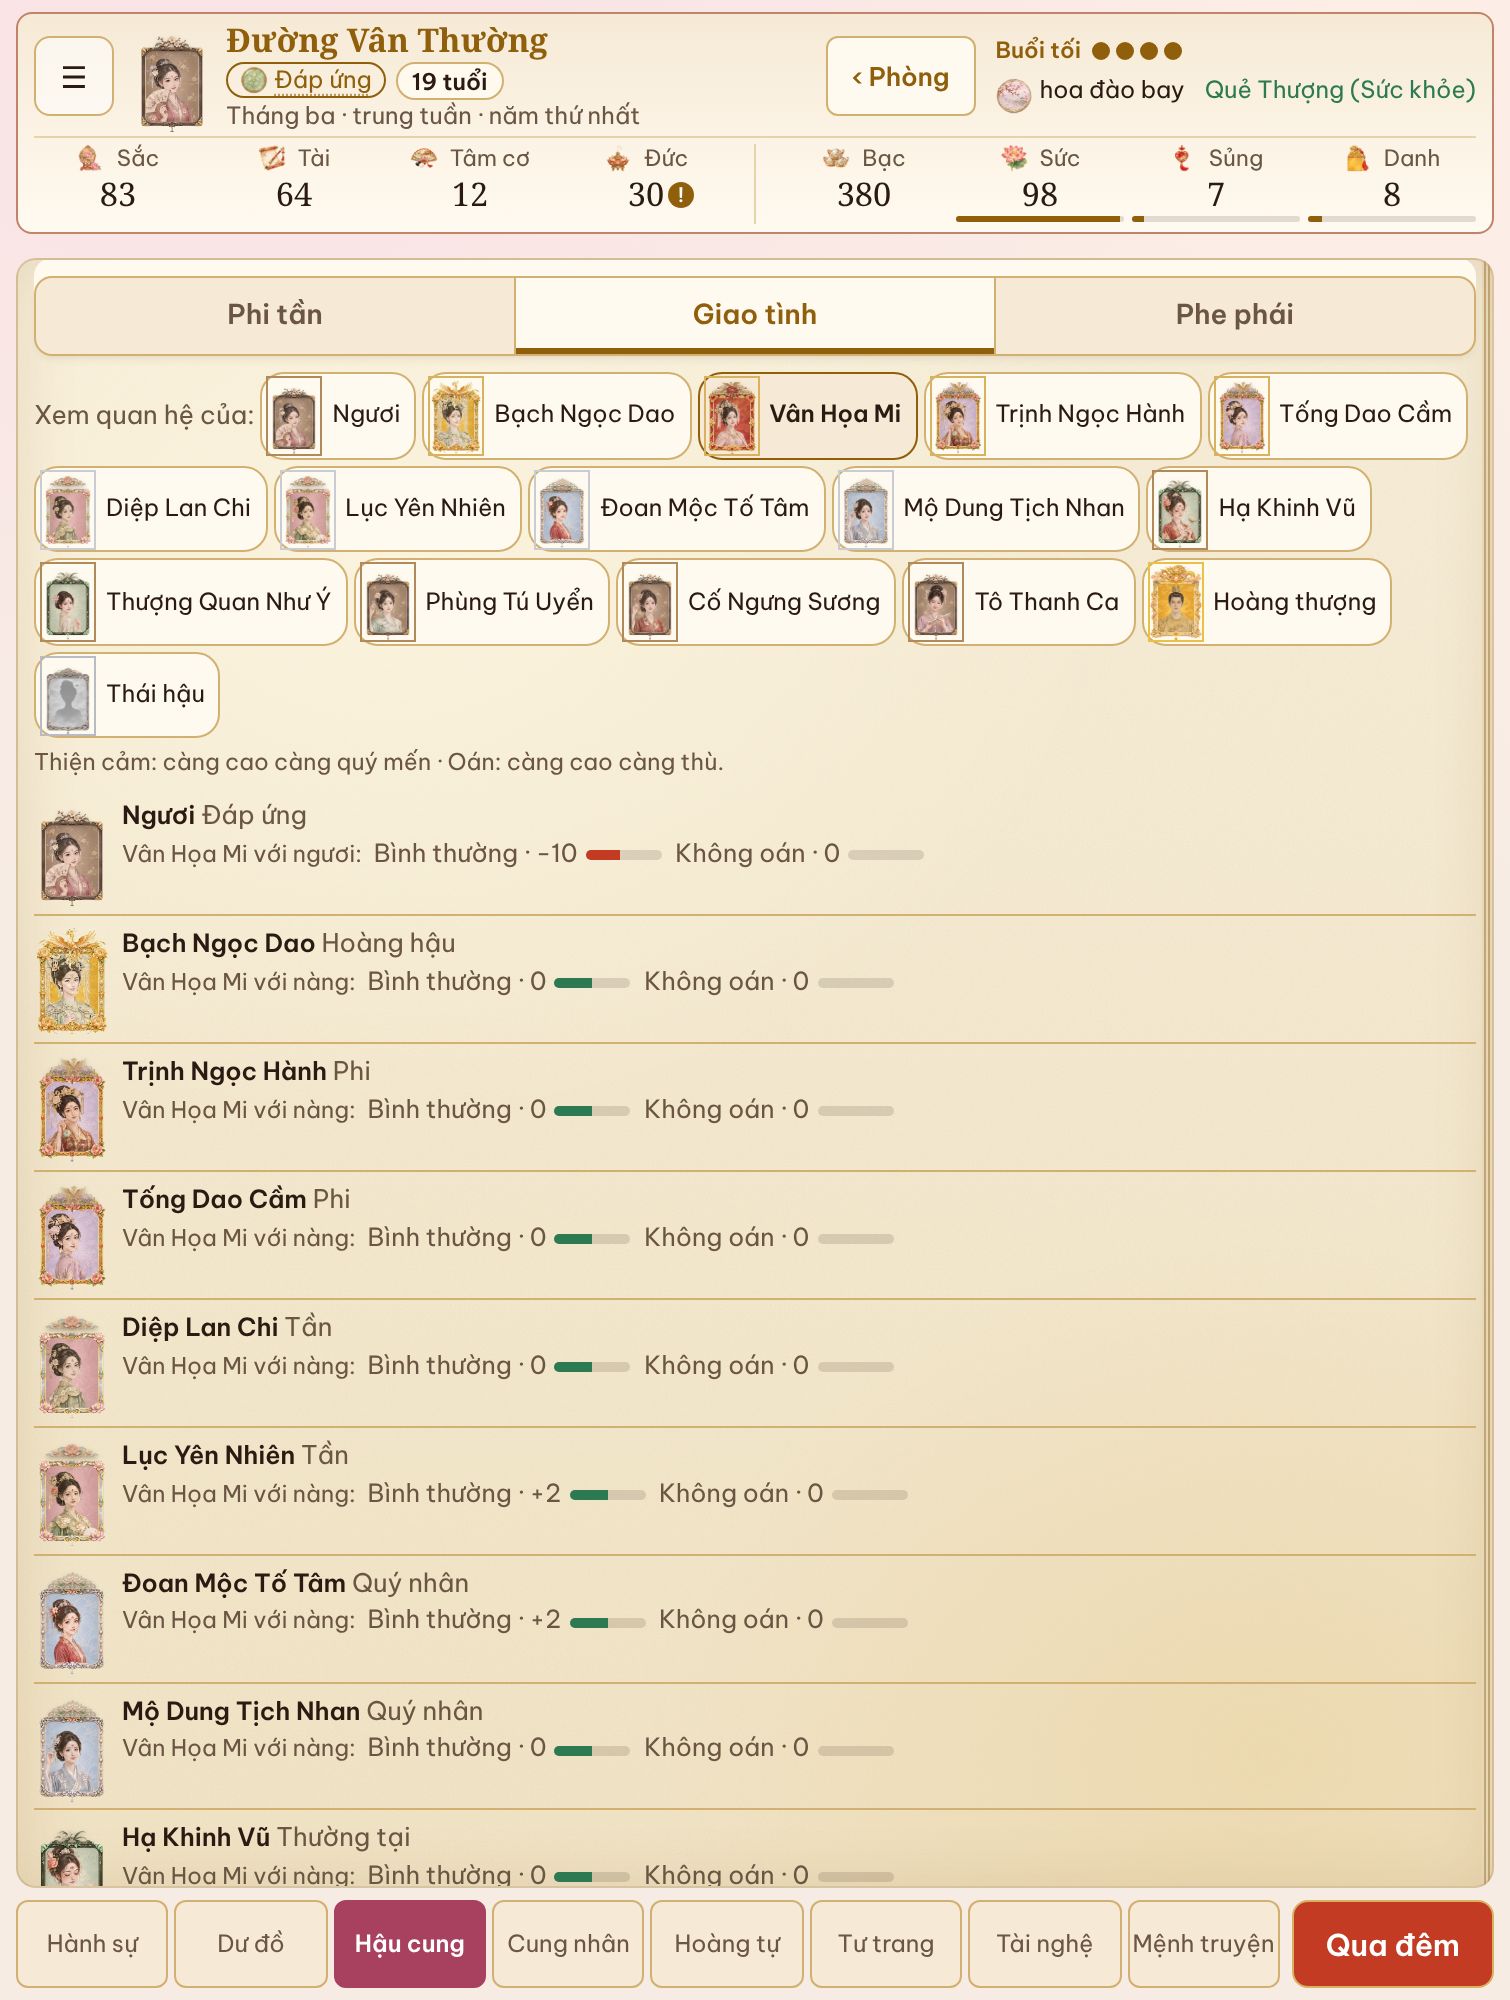 ☰
Đường Vân Thường
Đáp ứng 19 tuổi
Tháng ba · trung tuần · năm thứ nhất
‹ Phòng
Buổi tối
hoa đào bay Quẻ Thượng (Sức khỏe)
Sắc Tài Tâm cơ Đức Bạc Sức Sủng Danh
83 64 12 30 ! 380 98 7 8
Phi tần Giao tình Phe phái
Xem quan hệ của: Ngươi Bạch Ngọc Dao Vân Họa Mi Trịnh Ngọc Hành Tống Dao Cầm
Diệp Lan Chi Lục Yên Nhiên Đoan Mộc Tố Tâm Mộ Dung Tịch Nhan Hạ Khinh Vũ
Thượng Quan Như Ý Phùng Tú Uyển Cố Ngưng Sương Tô Thanh Ca Hoàng thượng
Thái hậu
Thiện cảm: càng cao càng quý mến · Oán: càng cao càng thù.
Ngươi Đáp ứng
Vân Họa Mi với ngươi: Bình thường · -10 Không oán · 0
Bạch Ngọc Dao Hoàng hậu
Vân Họa Mi với nàng: Bình thường · 0 Không oán · 0
Trịnh Ngọc Hành Phi
Vân Họa Mi với nàng: Bình thường · 0 Không oán · 0
Tống Dao Cầm Phi
Vân Họa Mi với nàng: Bình thường · 0 Không oán · 0
Diệp Lan Chi Tần
Vân Họa Mi với nàng: Bình thường · 0 Không oán · 0
Lục Yên Nhiên Tần
Vân Họa Mi với nàng: Bình thường · +2 Không oán · 0
Đoan Mộc Tố Tâm Quý nhân
Vân Họa Mi với nàng: Bình thường · +2 Không oán · 0
Mộ Dung Tịch Nhan Quý nhân
Vân Họa Mi với nàng: Bình thường · 0 Không oán · 0
Hạ Khinh Vũ Thường tại
Vân Họa Mi với nàng: Bình thường · 0 Không oán · 0
Hành sự Dư đồ Hậu cung Cung nhân Hoàng tự Tư trang Tài nghệ Mệnh truyện Qua đêm